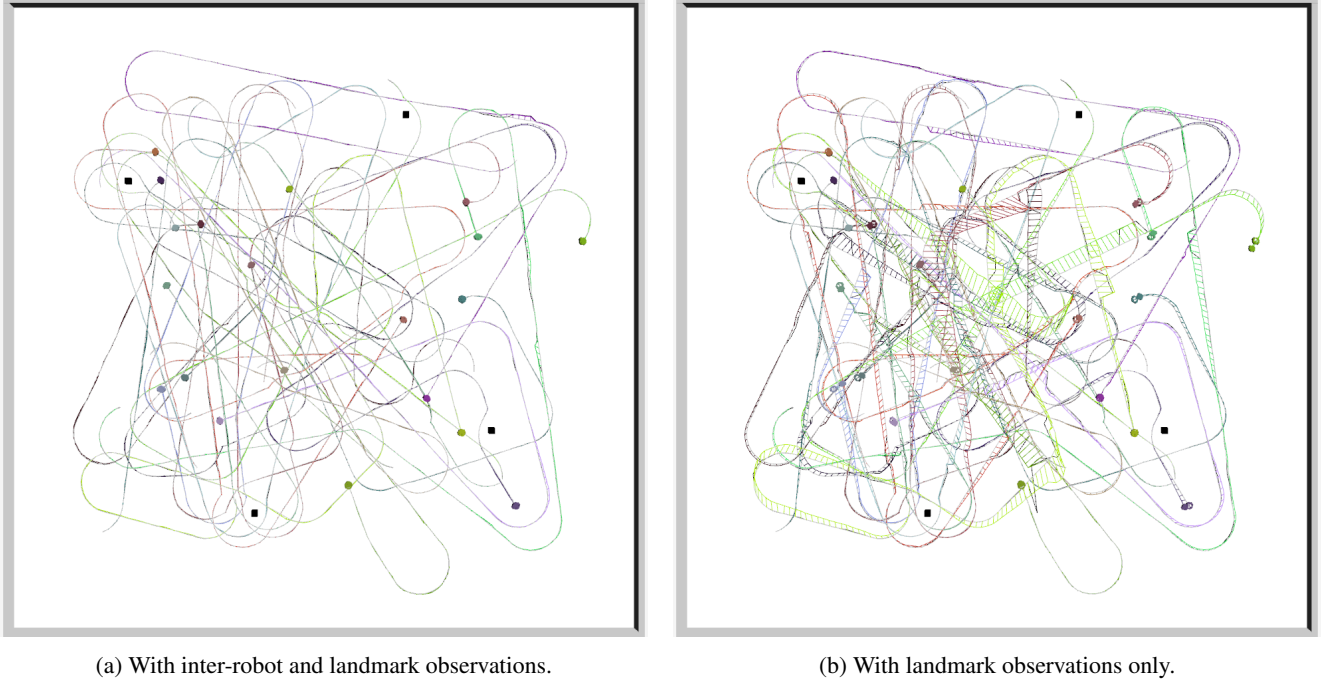 (a) With inter-robot and landmark observations.
(b) With landmark observations only.